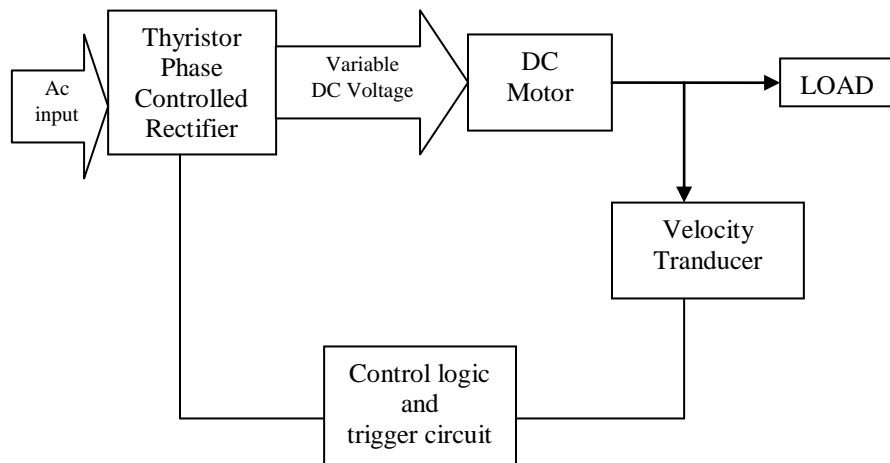 Ac
input
Thyristor
Phase
Controlled
Rectifier
Variable
DC Voltage
DC
Motor
LOAD
Velocity
Tranducer
Control logic
and
trigger circuit